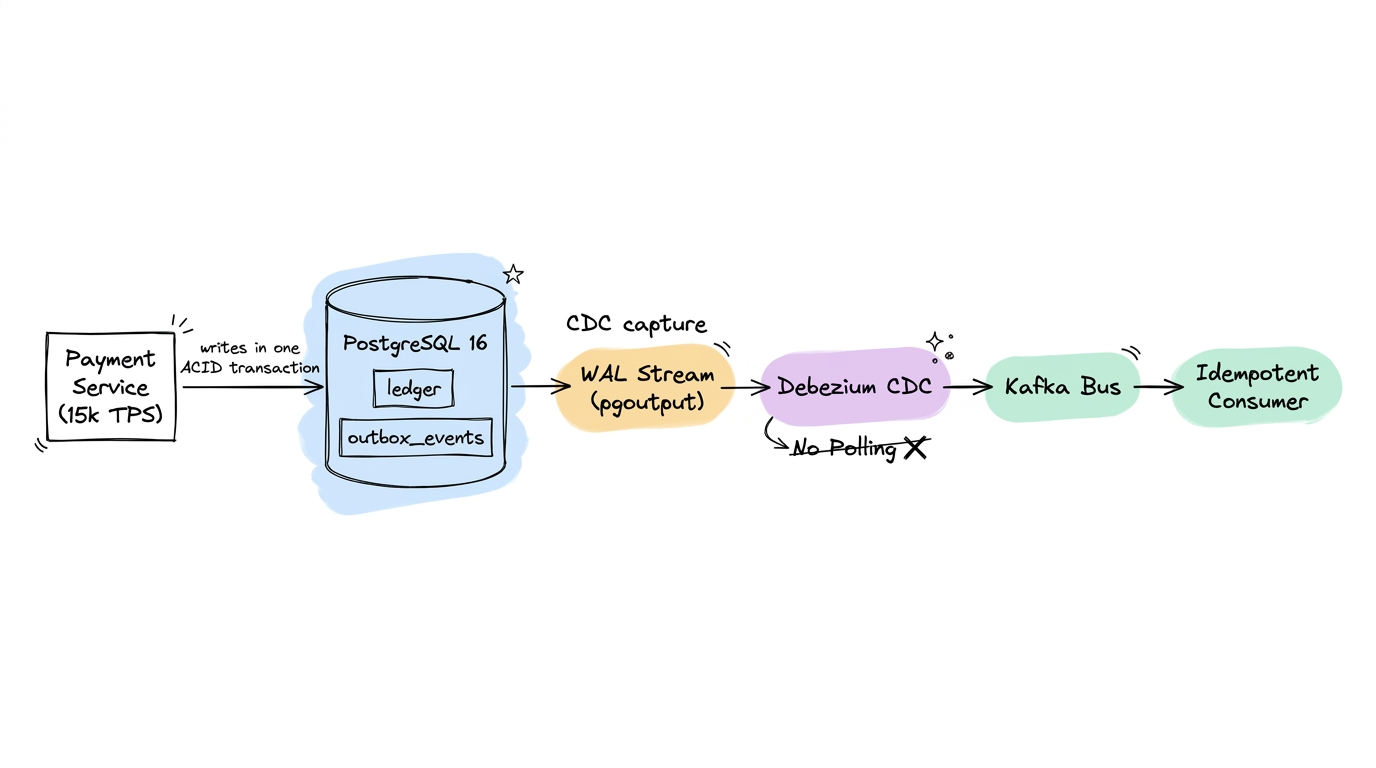 Payment
Service
(15k TPS)
writes in one
ACID transaction
PostgreSQL 16
ledger
outbox_events
CDC capture
WAL Stream
(pgoutput)
Debezium CDC
No Polling
Kafka Bus
Idempotent
Consumer